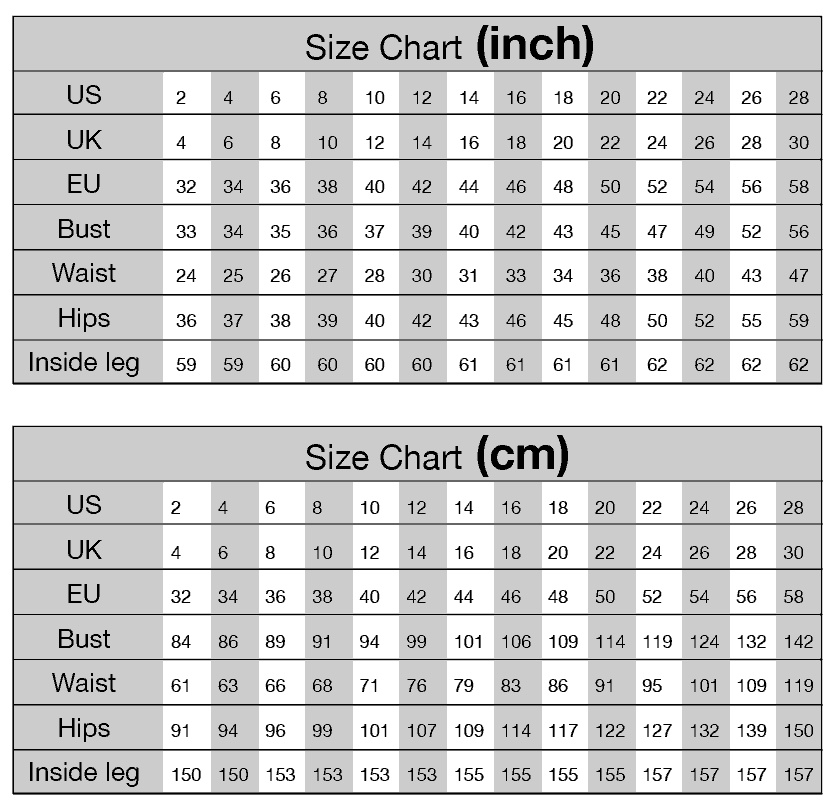 Size Chart (inch)
US 2 4 6 8 10 12 14 16 18 20 22 24 26 28
UK 4 6 8 10 12 14 16 18 20 22 24 26 28 30
EU 32 34 36 38 40 42 44 46 48 50 52 54 56 58
Bust 33 34 35 36 37 39 40 42 43 45 47 49 52 56
Waist 24 25 26 27 28 30 31 33 34 36 38 40 43 47
Hips 36 37 38 39 40 42 43 46 45 48 50 52 55 59
Inside leg 59 59 60 60 60 60 61 61 61 61 62 62 62 62
Size Chart (cm)
US 2 4 6 8 10 12 14 16 18 20 22 24 26 28
UK 4 6 8 10 12 14 16 18 20 22 24 26 28 30
EU 32 34 36 38 40 42 44 46 48 50 52 54 56 58
Bust 84 86 89 91 94 99 101 106 109 114 119 124 132 142
Waist 61 63 66 68 71 76 79 83 86 91 95 101 109 119
Hips 91 94 96 99 101 107 109 114 117 122 127 132 139 150
Inside leg 150 150 153 153 153 153 155 155 155 155 157 157 157 157